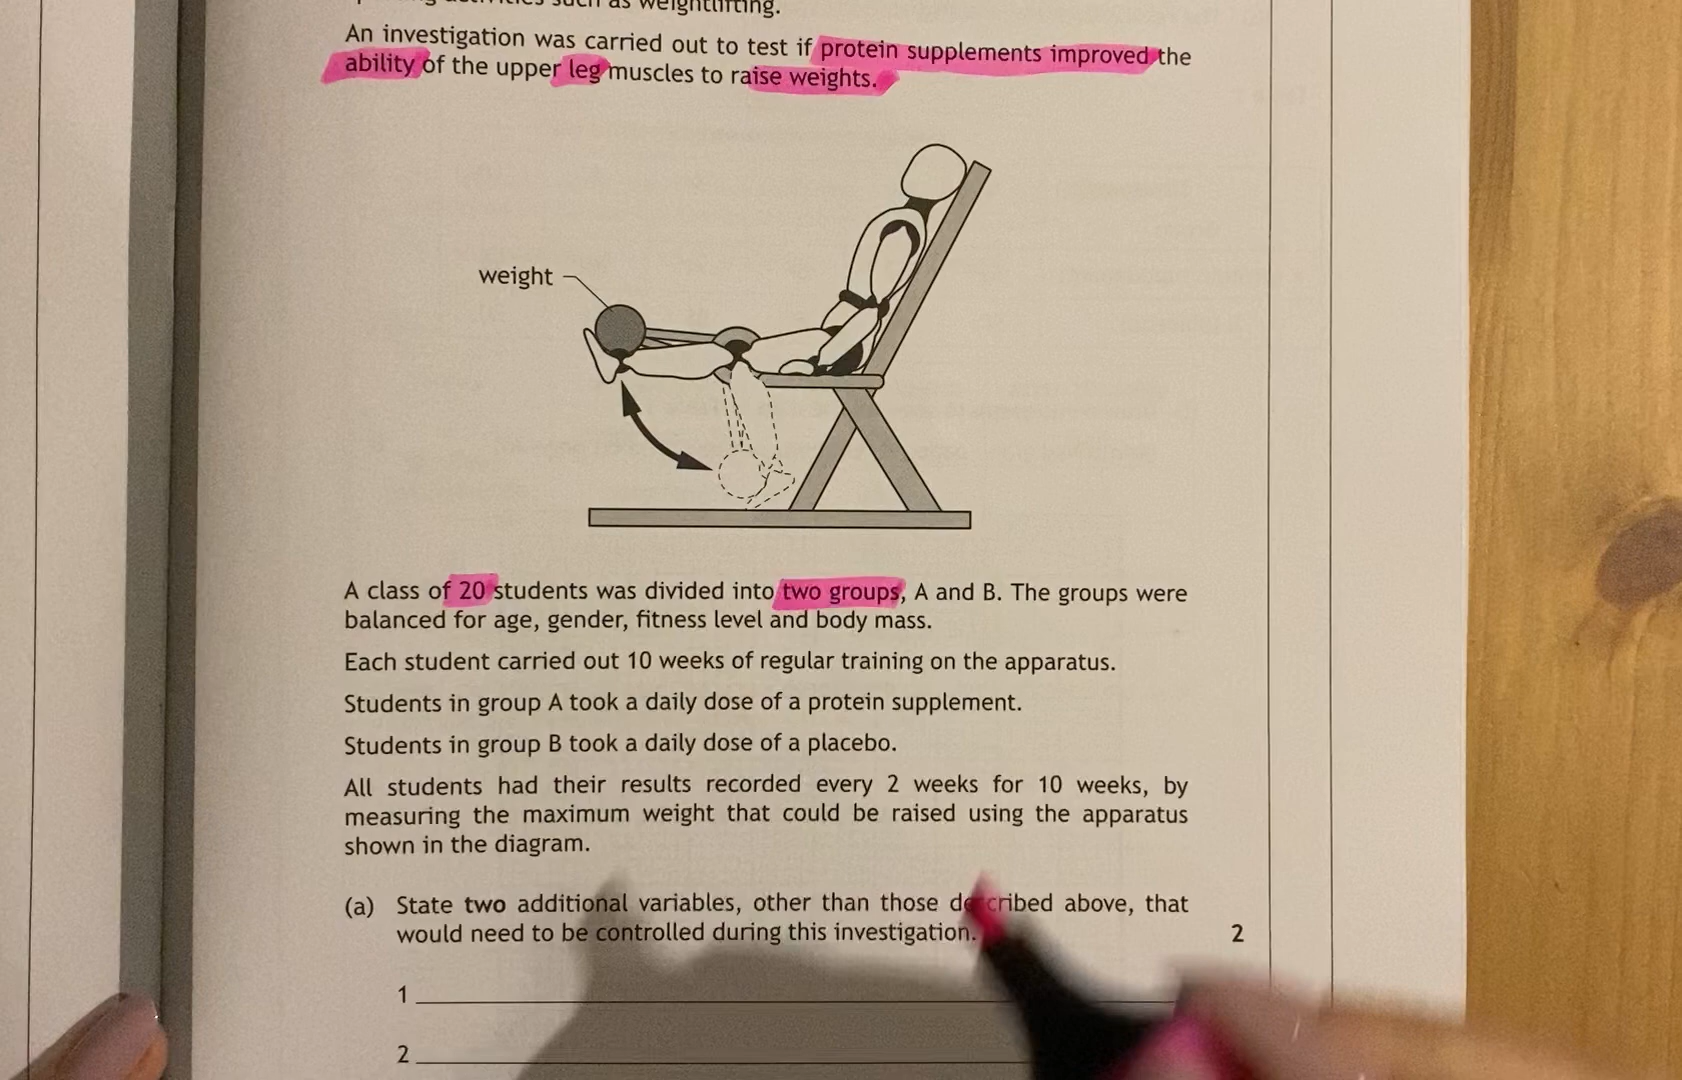 activities such as weightlifting.
An investigation was carried out to test if protein supplements improved the
ability of the upper leg muscles to raise weights.
weight
A class of 20 students was divided into two groups, A and B. The groups were
balanced for age, gender, fitness level and body mass.
Each student carried out 10 weeks of regular training on the apparatus.
Students in group A took a daily dose of a protein supplement.
Students in group B took a daily dose of a placebo.
All students had their results recorded every 2 weeks for 10 weeks, by
measuring the maximum weight that could be raised using the apparatus
shown in the diagram.
(a) State two additional variables, other than those described above, that
would need to be controlled during this investigation. 2
1
2